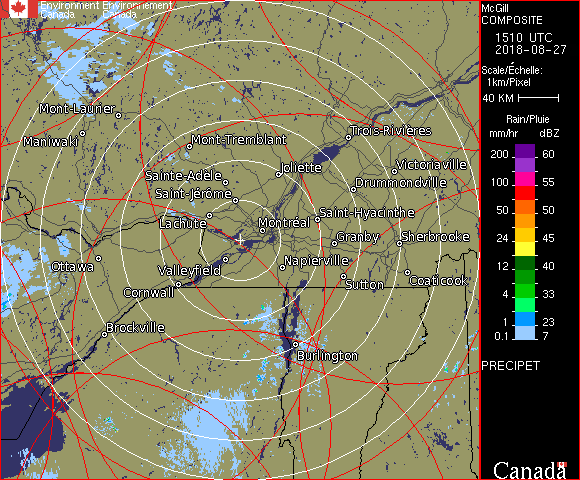 Environment Environnement
Canada Canada
McGill
COMPOSITE
1510 UTC
2018-08-27
Scale/Échelle:
1km/Pixel
40 KM
Rain/Pluie
mm/hr dBZ
200 60
100 55
50 50
24 45
12 40
4 33
1 23
0.1 7
PRECIPET
Canada
Mont-Laurier
Maniwaki
Mont-Tremblant
Trois-Rivières
Sainte-Adèle
Joliette
Victoriaville
Saint-Jérôme
Drummondville
Lachute
Montréal
Saint-Hyacinthe
Granby
Sherbrooke
Ottawa
Valleyfield
Napierville
Cornwall
Sutton
Coaticook
Brockville
Burlington